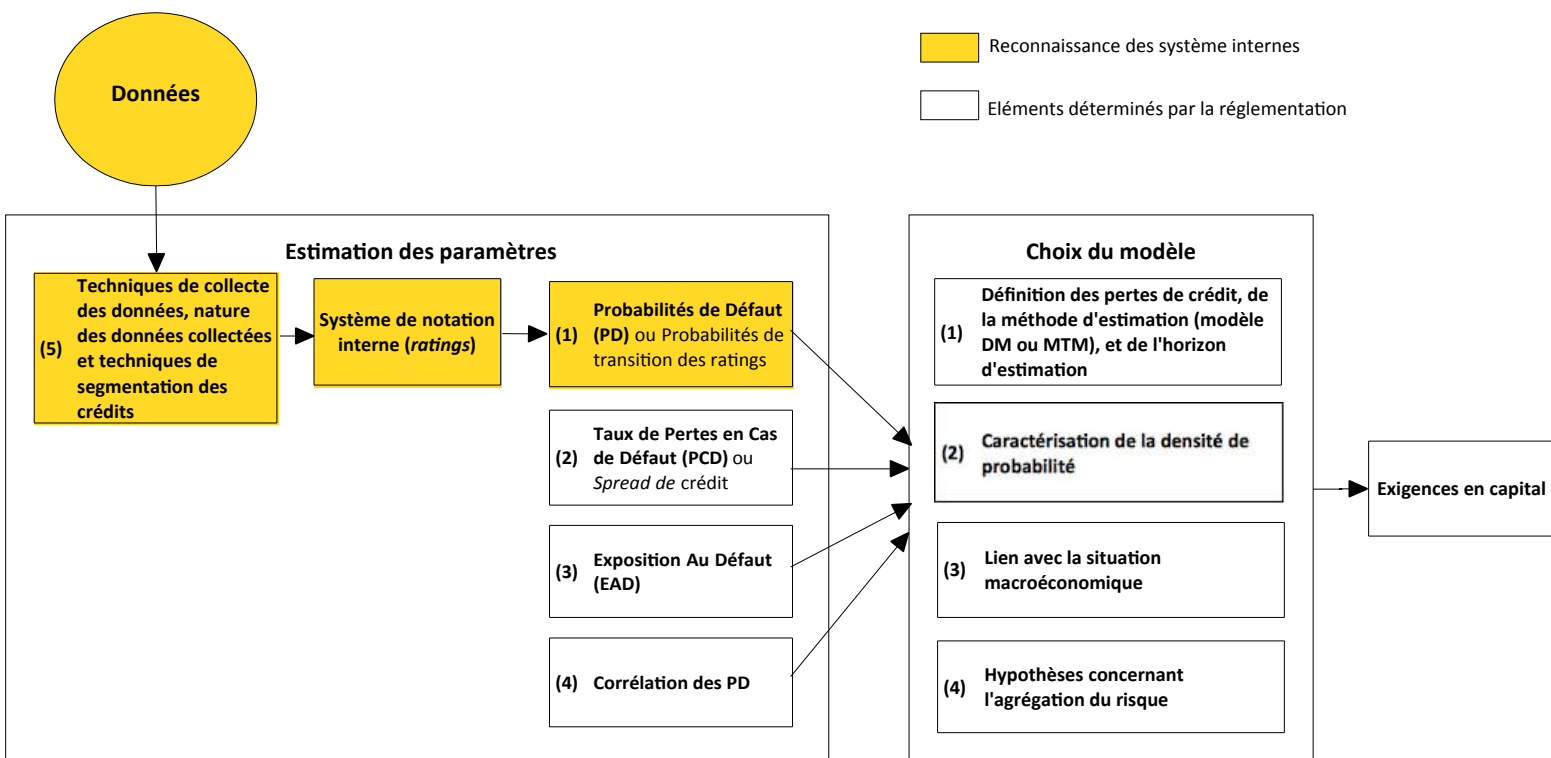 Données
Reconnaissance des système internes
Eléments déterminés par la réglementation
Estimation des paramètres
(5)
Techniques de collecte
des données, nature
des données collectées
et techniques de
segmentation des
crédits
Système de notation
interne (ratings)
(1)
Probabilités de Défaut
(PD) ou Probabilités de
transition des ratings
(2)
Taux de Pertes en Cas
de Défaut (PCD) ou
Spread de crédit
(3)
Exposition Au Défaut
(EAD)
(4)
Corrélation des PD
Choix du modèle
(1)
Définition des pertes de crédit, de
la méthode d'estimation (modèle
DM ou MTM), et de l'horizon
d'estimation
(2)
Caractérisation de la densité de
probabilité
(3)
Lien avec la situation
macroéconomique
(4)
Hypothèses concernant
l'agrégation du risque
Exigences en capital